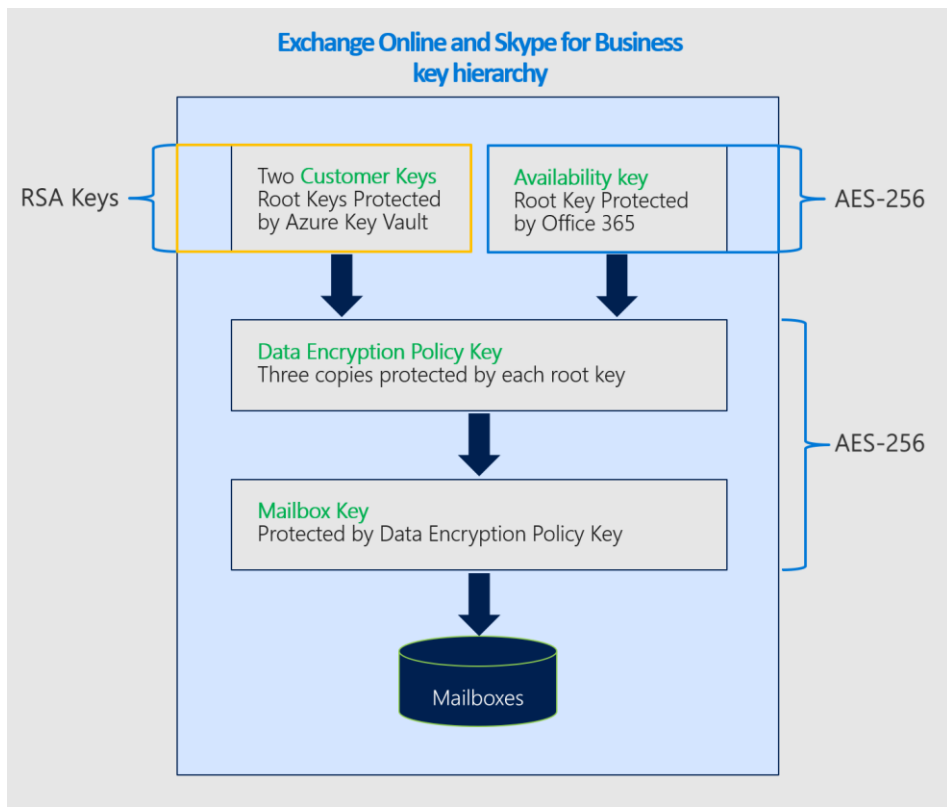 Exchange Online and Skype for Business
key hierarchy
RSA Keys
Two Customer Keys
Root Keys Protected
by Azure Key Vault
Availability key
Root Key Protected
by Office 365
AES-256
Data Encryption Policy Key
Three copies protected by each root key
AES-256
Mailbox Key
Protected by Data Encryption Policy Key
Mailboxes